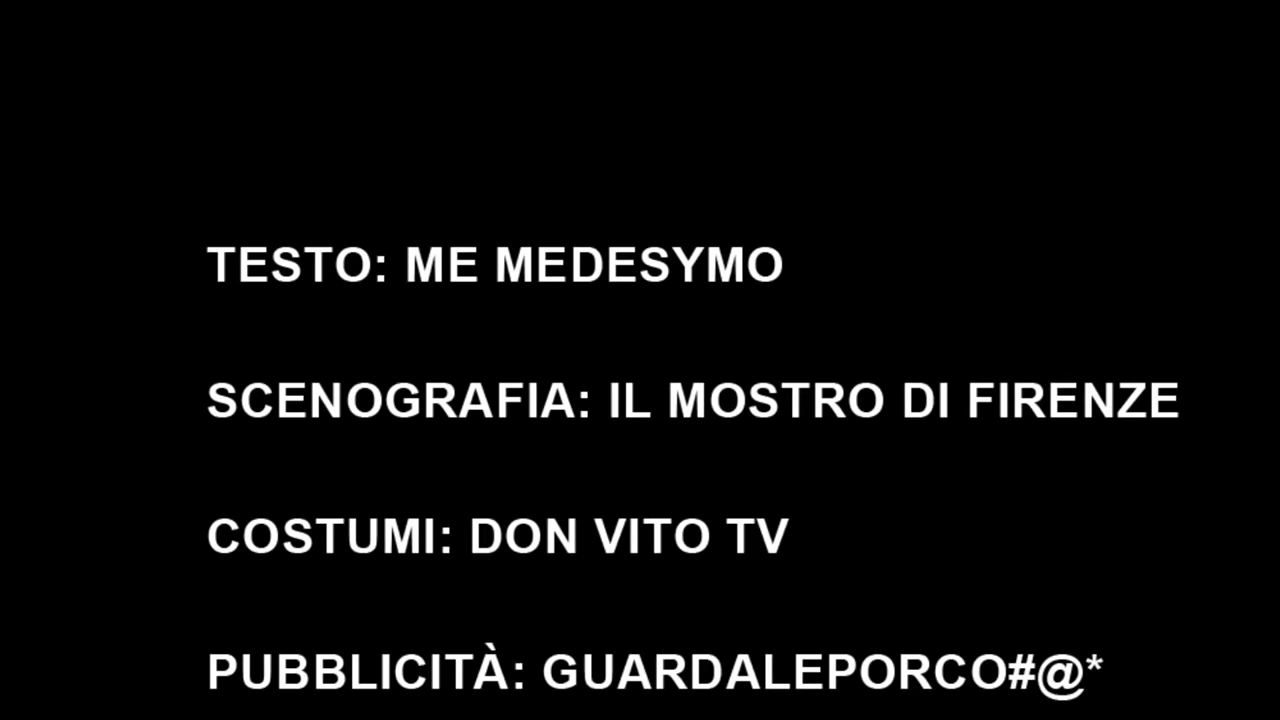 TESTO: ME MEDESYMO
SCENOGRAFIA: IL MOSTRO DI FIRENZE
COSTUMI: DON VITO TV
PUBBLICITÀ: GUARDALEPORCO#@*